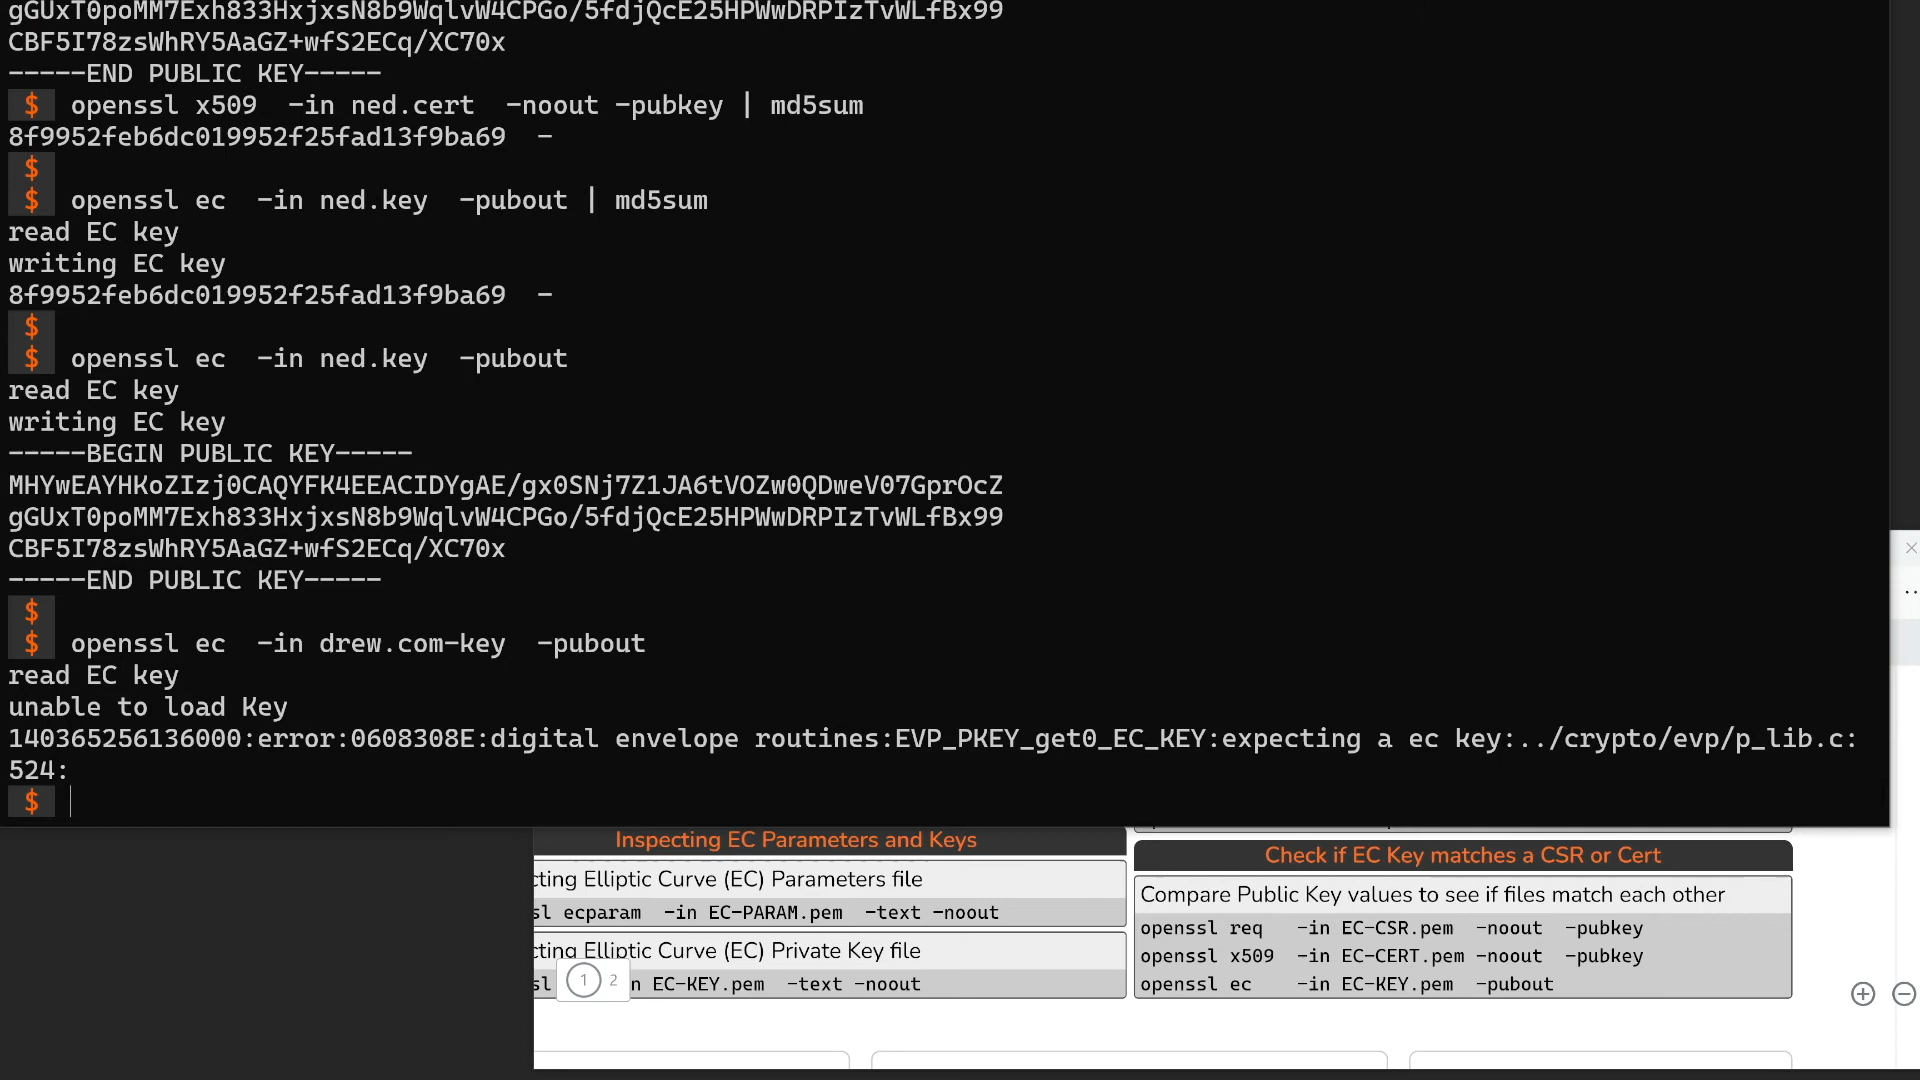 gGUxT0poMM7Exh833HxjxsN8b9WqlvW4CPGo/5fdjQcE25HPWwDRPIzTvWLfBx99
CBF5I78zsWhRY5AaGZ+wfS2ECq/XC70x
-----END PUBLIC KEY-----
$ openssl x509  -in ned.cert  -noout -pubkey | md5sum
8f9952feb6dc019952f25fad13f9ba69  -
$
$ openssl ec  -in ned.key  -pubout | md5sum
read EC key
writing EC key
8f9952feb6dc019952f25fad13f9ba69  -
$
$ openssl ec  -in ned.key  -pubout
read EC key
writing EC key
-----BEGIN PUBLIC KEY-----
MHYwEAYHKoZIzj0CAQYFK4EEACIDYgAE/gx0SNj7Z1JA6tVOZw0QDweV07GprOcZ
gGUxT0poMM7Exh833HxjxsN8b9WqlvW4CPGo/5fdjQcE25HPWwDRPIzTvWLfBx99
CBF5I78zsWhRY5AaGZ+wfS2ECq/XC70x
-----END PUBLIC KEY-----
$
$ openssl ec  -in drew.com-key  -pubout
read EC key
unable to load Key
140365256136000:error:0608308E:digital envelope routines:EVP_PKEY_get0_EC_KEY:expecting a ec key:../crypto/evp/p_lib.c:
524:
$
Inspecting EC Parameters and Keys
cting Elliptic Curve (EC) Parameters file
sl ecparam  -in EC-PARAM.pem  -text -noout
cting Elliptic Curve (EC) Private Key file
sl n EC-KEY.pem  -text -noout
1 2
Check if EC Key matches a CSR or Cert
Compare Public Key values to see if files match each other
openssl req   -in EC-CSR.pem  -noout  -pubkey
openssl x509  -in EC-CERT.pem -noout  -pubkey
openssl ec    -in EC-KEY.pem  -pubout